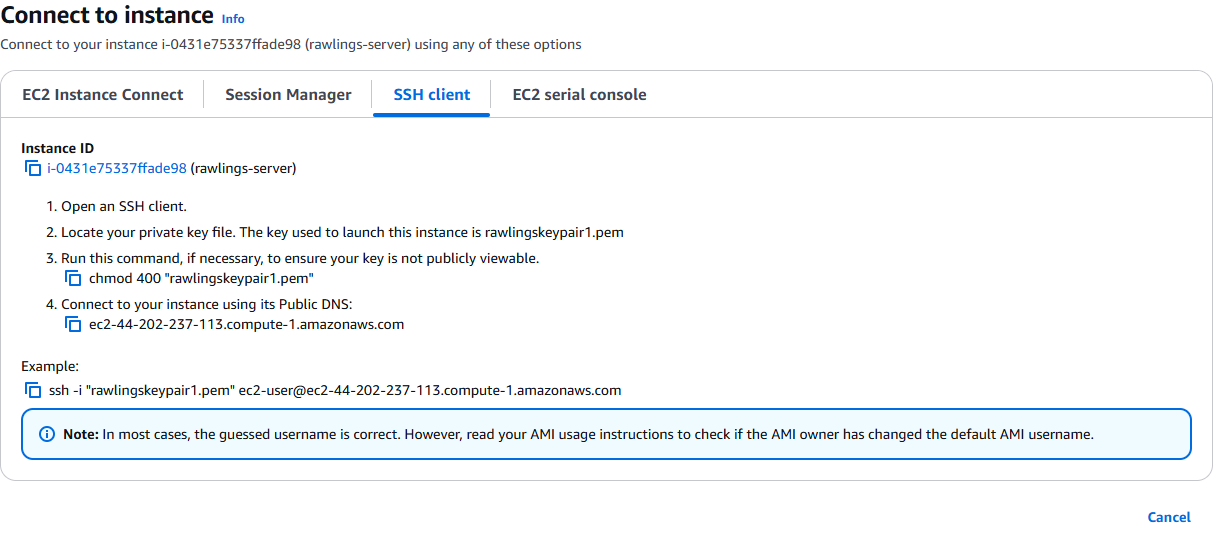 Connect to instance Info
Connect to your instance i-0431e75337ffade98 (rawlings-server) using any of these options
EC2 Instance Connect Session Manager SSH client EC2 serial console
Instance ID
i-0431e75337ffade98 (rawlings-server)
1. Open an SSH client.
2. Locate your private key file. The key used to launch this instance is rawlingskeypair1.pem
3. Run this command, if necessary, to ensure your key is not publicly viewable.
chmod 400 "rawlingskeypair1.pem"
4. Connect to your instance using its Public DNS:
ec2-44-202-237-113.compute-1.amazonaws.com
Example:
ssh -i "rawlingskeypair1.pem" ec2-user@ec2-44-202-237-113.compute-1.amazonaws.com
Note: In most cases, the guessed username is correct. However, read your AMI usage instructions to check if the AMI owner has changed the default AMI username.
Cancel